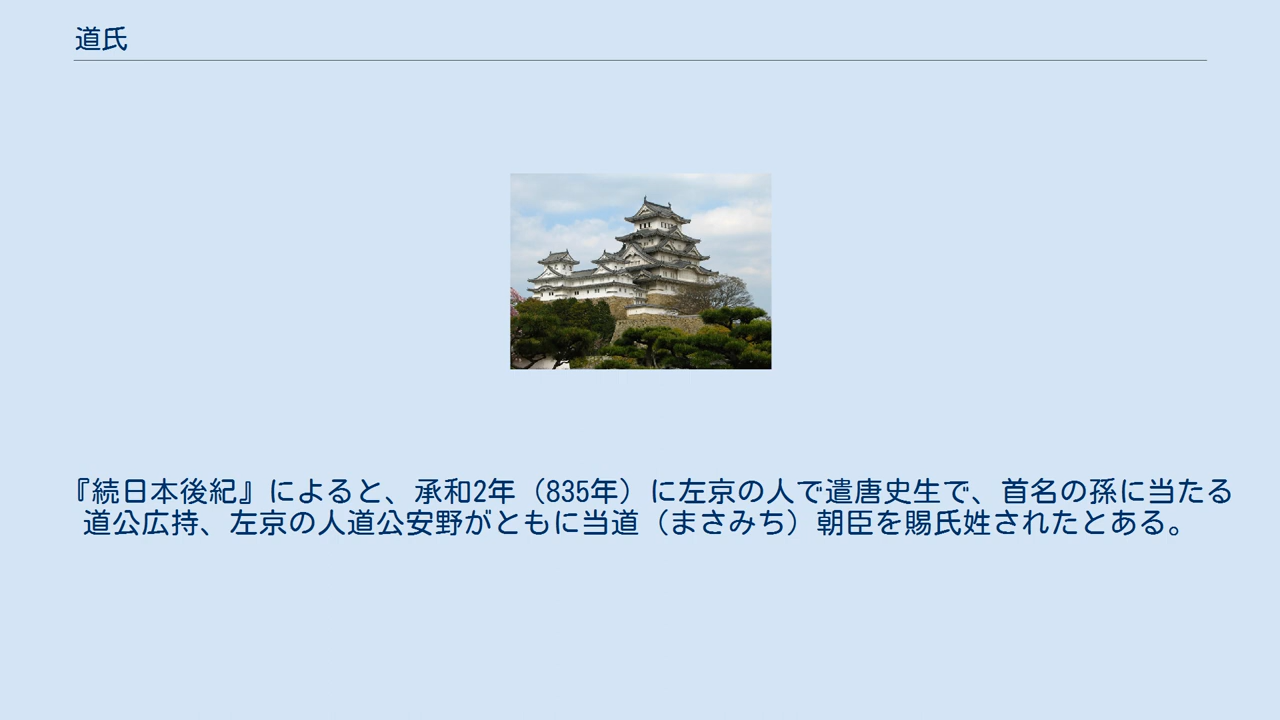 道氏
『続日本後紀』によると、承和2年（835年）に左京の人で遣唐史生で、首名の孫に当たる
道公広持、左京の人道公安野がともに当道（まさみち）朝臣を賜氏姓されたとある。